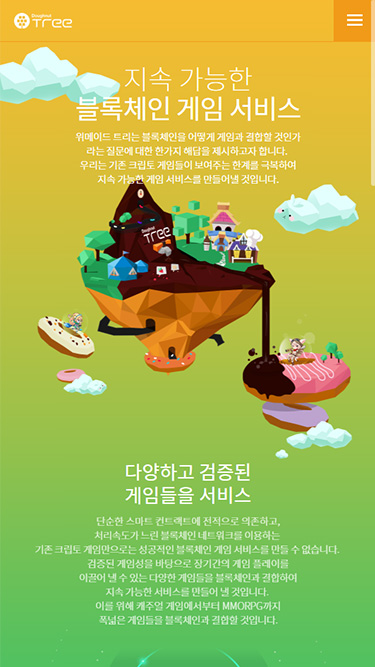 Doughnut
Tree
지속 가능한
블록체인 게임 서비스
위메이드 트리는 블록체인을 어떻게 게임과 결합할 것인가
라는 질문에 대한 한가지 해답을 제시하고자 합니다.
우리는 기존 크립토 게임들이 보여주는 한계를 극복하여
지속 가능한 게임 서비스를 만들어낼 것입니다.
Doughnut
Tree
다양하고 검증된
게임들을 서비스
단순한 스마트 컨트랙트에 전적으로 의존하고,
처리속도가 느린 블록체인 네트워크를 이용하는
기존 크립토 게임만으로는 성공적인 블록체인 게임 서비스를 만들 수 없습니다.
검증된 게임성을 바탕으로 장기간의 게임 플레이를
이끌어 낼 수 있는 다양한 게임들을 블록체인과 결합하여
지속 가능한 서비스를 만들어 낼 것입니다.
이를 위해 캐주얼 게임에서부터 MMORPG까지
폭넓은 게임들을 블록체인과 결합할 것입니다.